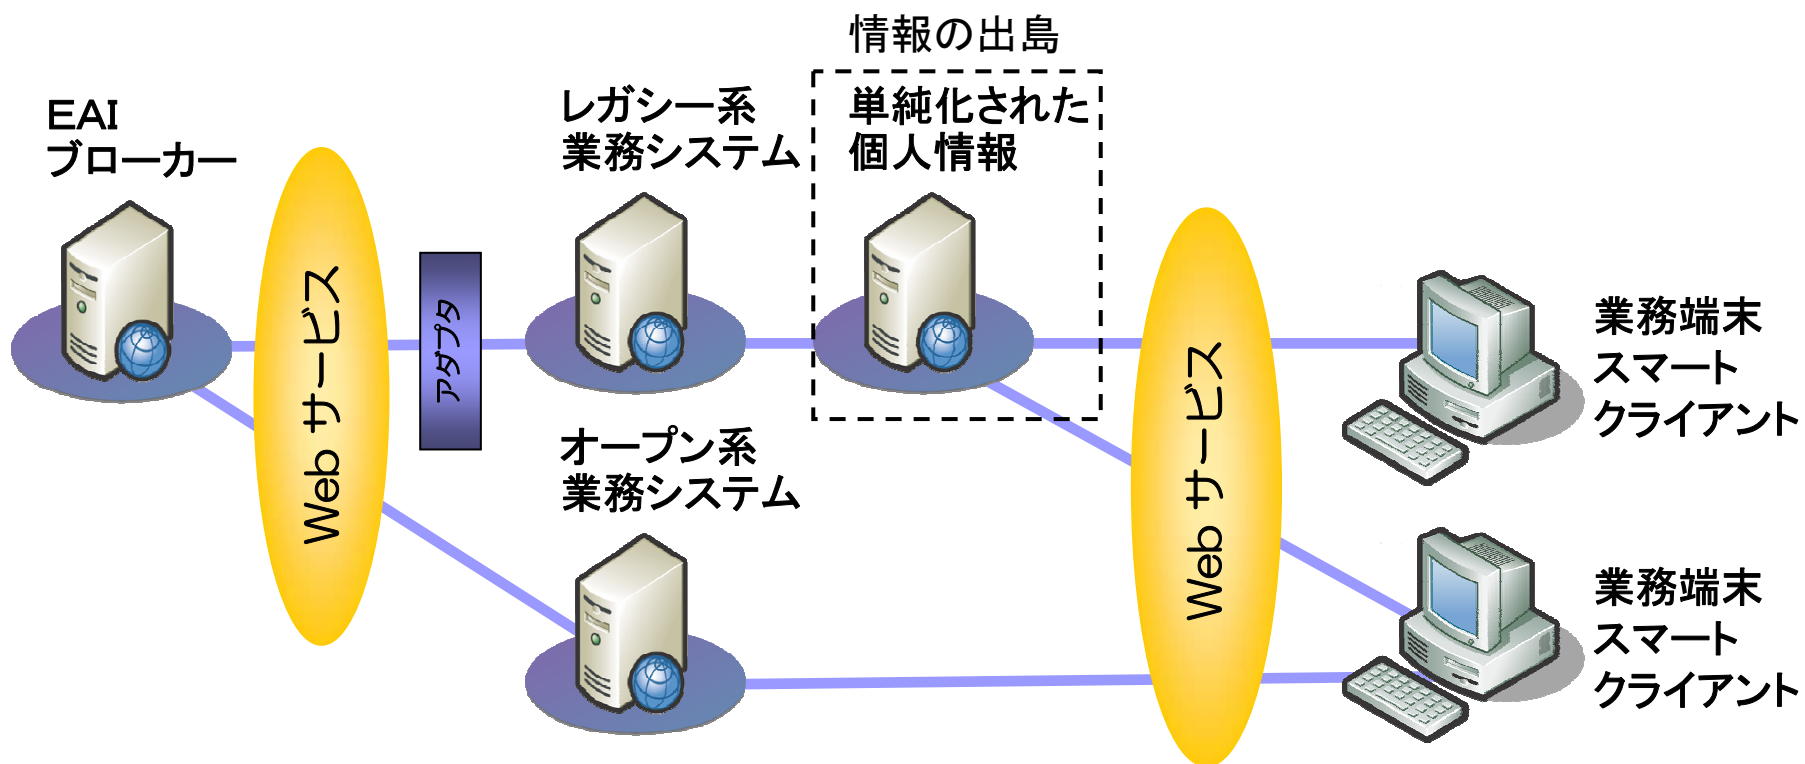 情報の出島
EAI
ブローカー
レガシー系
業務システム
単純化された
個人情報
Web サービス
アダプタ
オープン系
業務システム
Web サービス
業務端末
スマート
クライアント
業務端末
スマート
クライアント